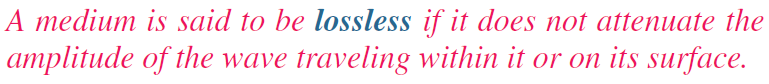 A medium is said to be lossless if it does not attenuate the
amplitude of the wave traveling within it or on its surface.